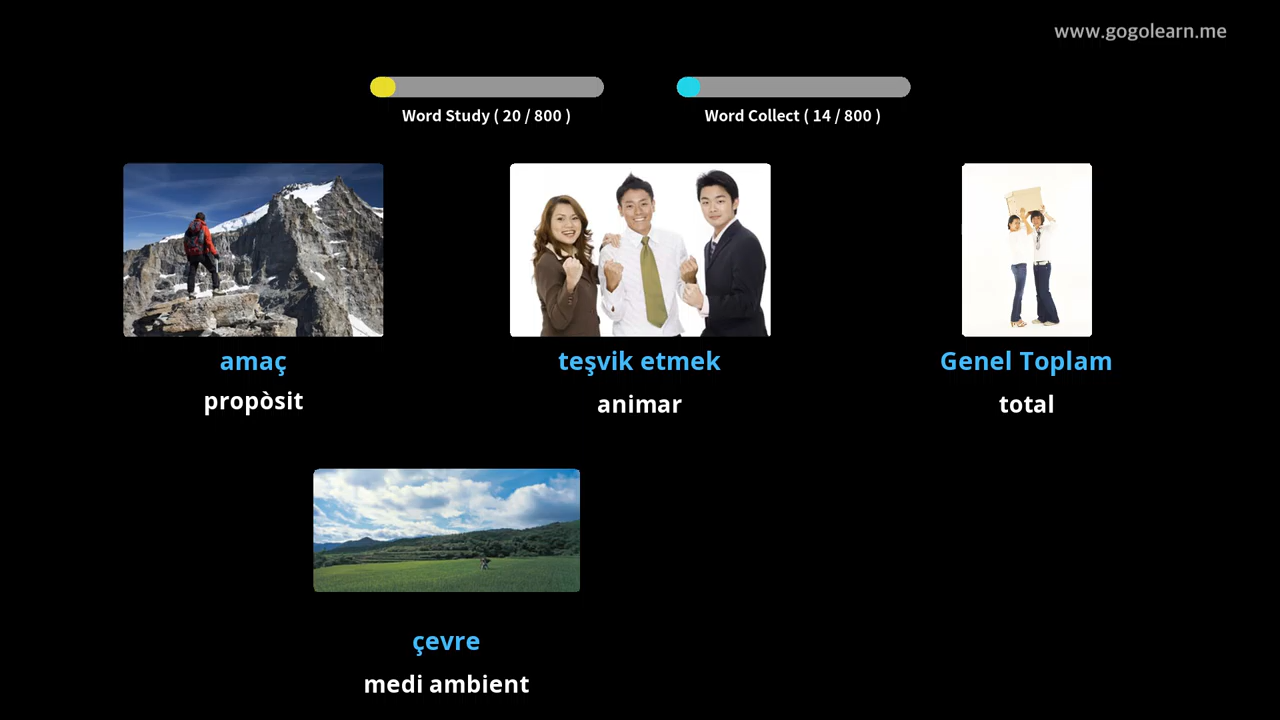 www.gogolearn.me
Word Study ( 20 / 800 )
Word Collect ( 14 / 800 )
amaç
teşvik etmek
Genel Toplam
propòsit
animar
total
çevre
medi ambient